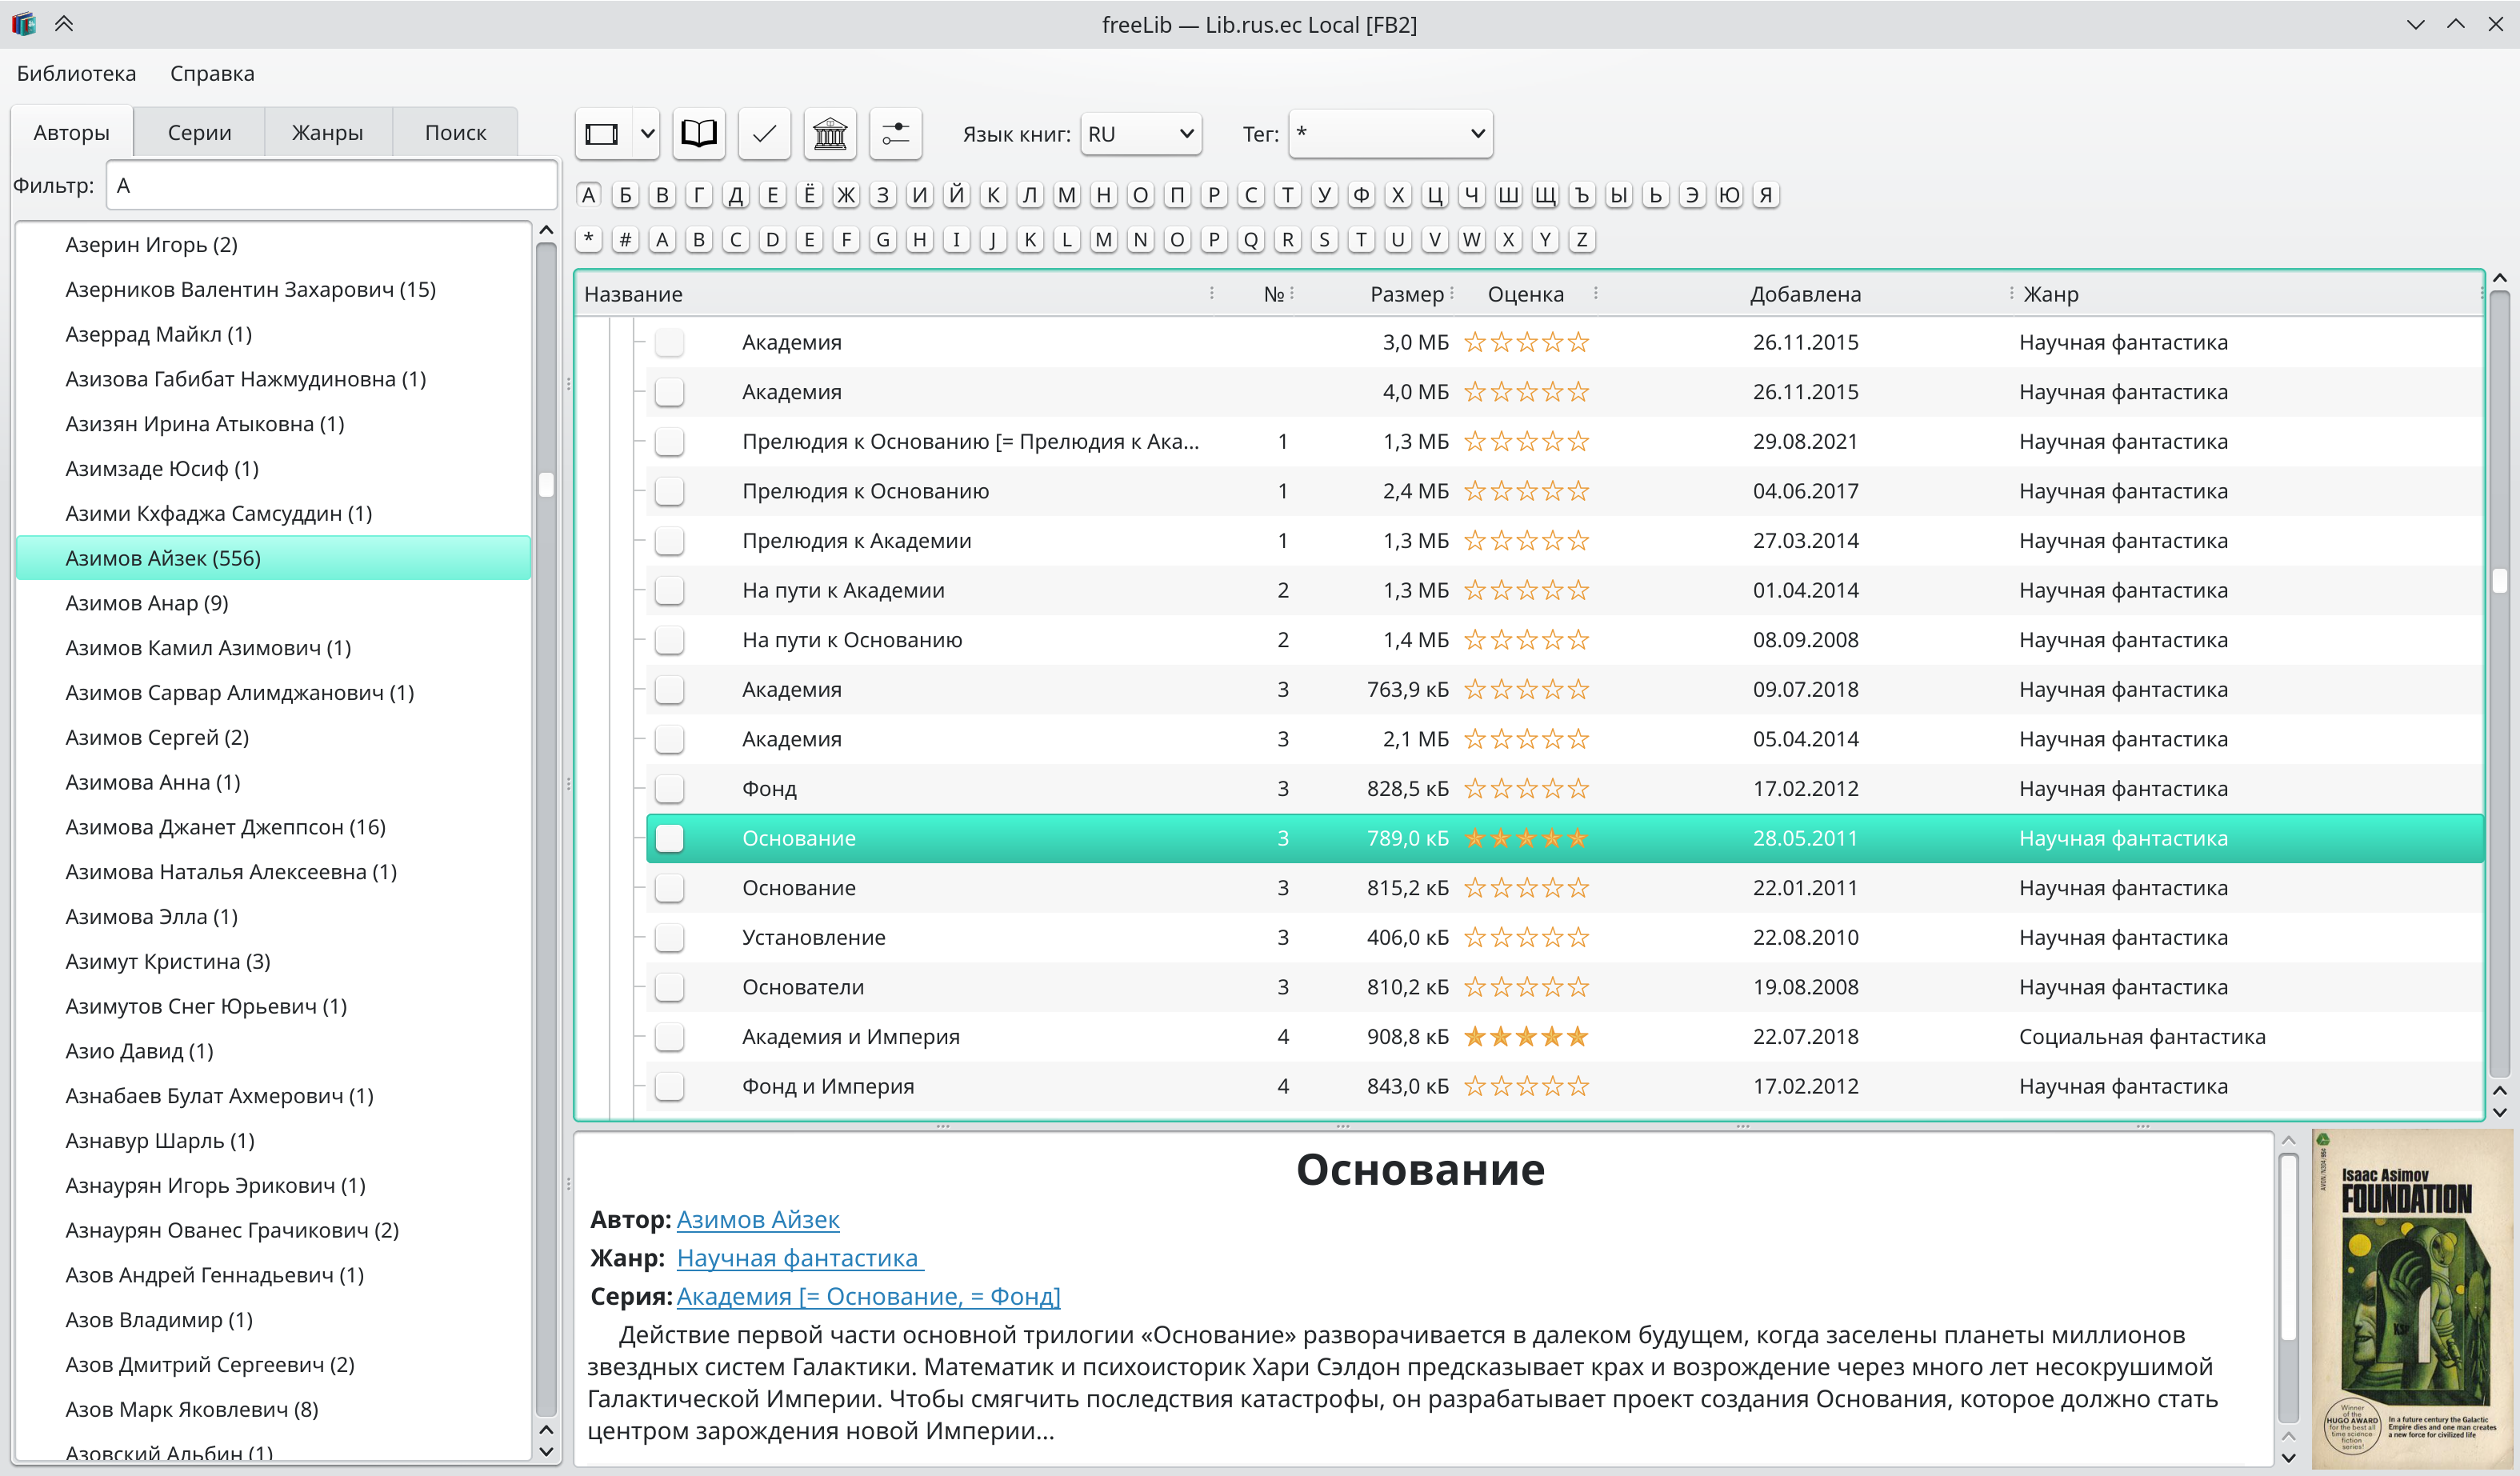 freeLib — Lib.rus.ec Local [FB2]
Библиотека Справка
Авторы Серии Жанры Поиск
Язык книг: RU Тег: *
Фильтр: А
А Б В Г Д Е Ё Ж З И Й К Л М Н О П Р С Т У Ф Х Ц Ч Ш Щ Ъ Ы Ь Э Ю Я
* # A B C D E F G H I J K L M N O P Q R S T U V W X Y Z
Азерин Игорь (2)
Азерников Валентин Захарович (15)
Азеррад Майкл (1)
Азизова Габибат Нажмудиновна (1)
Азизян Ирина Атыковна (1)
Азимзаде Юсиф (1)
Азими Кхфаджа Самсуддин (1)
Азимов Айзек (556)
Азимов Анар (9)
Азимов Камил Азимович (1)
Азимов Сарвар Алимджанович (1)
Азимов Сергей (2)
Азимова Анна (1)
Азимова Джанет Джеппсон (16)
Азимова Наталья Алексеевна (1)
Азимова Элла (1)
Азимут Кристина (3)
Азимутов Снег Юрьевич (1)
Азио Давид (1)
Азнабаев Булат Ахмерович (1)
Азнавур Шарль (1)
Азнаурян Игорь Эрикович (1)
Азнаурян Ованес Грачикович (2)
Азов Андрей Геннадьевич (1)
Азов Владимир (1)
Азов Дмитрий Сергеевич (2)
Азов Марк Яковлевич (8)
Азовский Альбин (1)
Название № Размер Оценка Добавлена Жанр
Академия 3,0 МБ 26.11.2015 Научная фантастика
Академия 4,0 МБ 26.11.2015 Научная фантастика
Прелюдия к Основанию [= Прелюдия к Ака... 1 1,3 МБ 29.08.2021 Научная фантастика
Прелюдия к Основанию 1 2,4 МБ 04.06.2017 Научная фантастика
Прелюдия к Академии 1 1,3 МБ 27.03.2014 Научная фантастика
На пути к Академии 2 1,3 МБ 01.04.2014 Научная фантастика
На пути к Основанию 2 1,4 МБ 08.09.2008 Научная фантастика
Академия 3 763,9 кБ 09.07.2018 Научная фантастика
Академия 3 2,1 МБ 05.04.2014 Научная фантастика
Фонд 3 828,5 кБ 17.02.2012 Научная фантастика
Основание 3 789,0 кБ 28.05.2011 Научная фантастика
Основание 3 815,2 кБ 22.01.2011 Научная фантастика
Установление 3 406,0 кБ 22.08.2010 Научная фантастика
Основатели 3 810,2 кБ 19.08.2008 Научная фантастика
Академия и Империя 4 908,8 кБ 22.07.2018 Социальная фантастика
Фонд и Империя 4 843,0 кБ 17.02.2012 Научная фантастика
Основание
Автор: Азимов Айзек
Жанр: Научная фантастика
Серия: Академия [= Основание, = Фонд]
Действие первой части основной трилогии «Основание» разворачивается в далеком будущем, когда заселены планеты миллионов
звездных систем Галактики. Математик и психоисторик Хари Сэлдон предсказывает крах и возрождение через много лет несокрушимой
Галактической Империи. Чтобы смягчить последствия катастрофы, он разрабатывает проект создания Основания, которое должно стать
центром зарождения новой Империи...
Isaac Asimov
FOUNDATION
Winner
of the
HUGO AWARD
for the best all
time science
fiction
series!
In a future century the Galactic
Empire dies and one man creates
a new force for civilized life